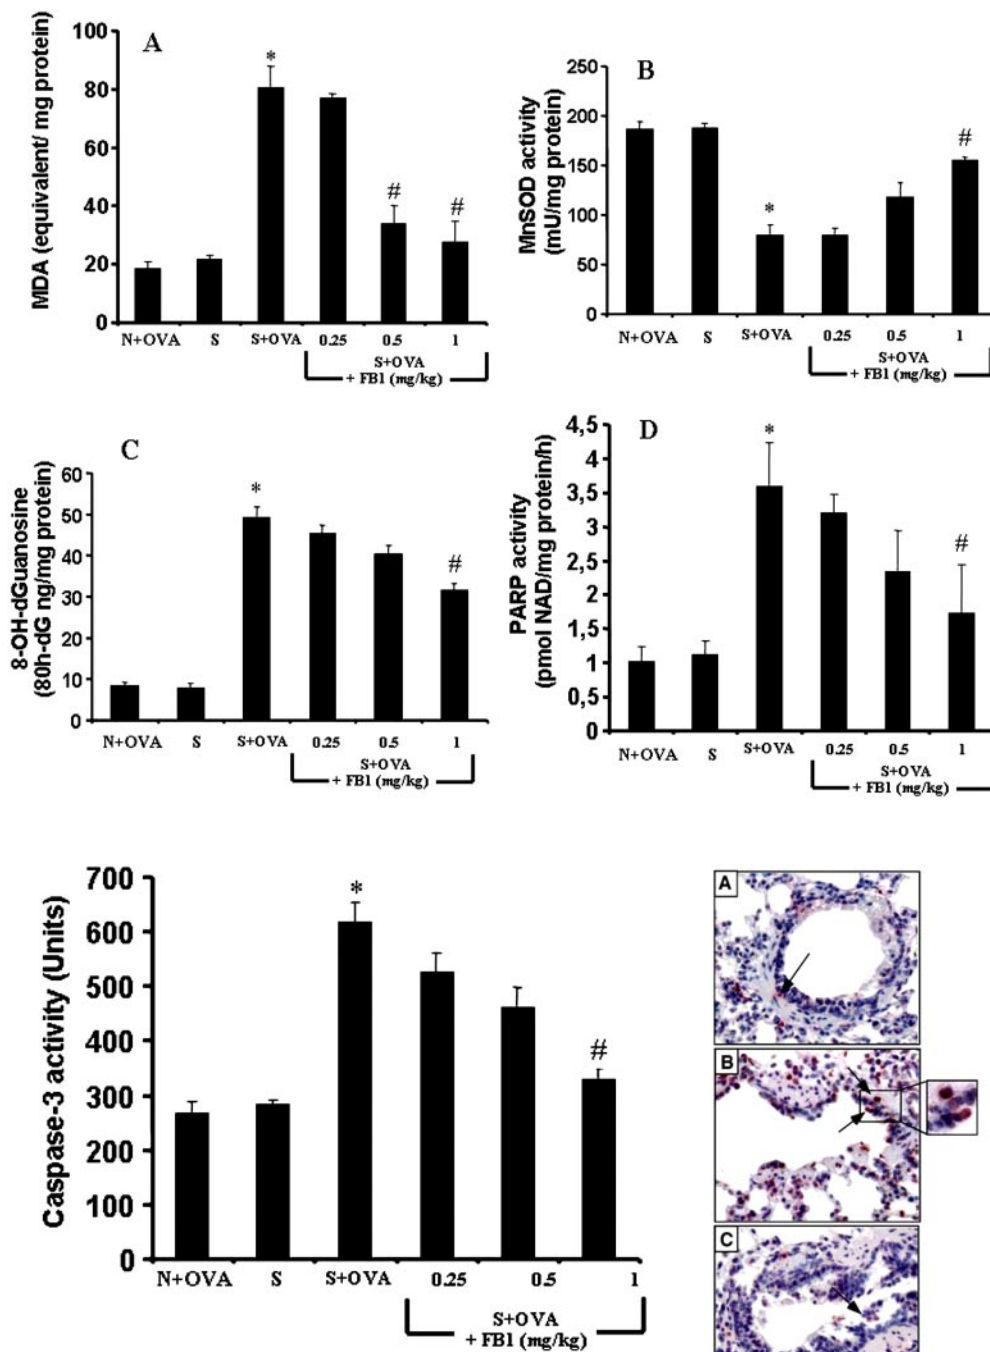 A
MDA (equivalent/ mg protein)
100
80
60
40
20
0
*
#
#
N+OVA S S+OVA 0.25 0.5 1
S+OVA
+ FB1 (mg/kg)
B
MnSOD activity
(mU/mg protein)
250
200
150
100
50
0
*
#
N+OVA S S+OVA 0.25 0.5 1
S+OVA
+ FB1 (mg/kg)
C
8-OH-dGuanosine
(80h-dG ng/mg protein)
60
50
40
30
20
10
0
*
#
N+OVA S S+OVA 0.25 0.5 1
S+OVA
+ FB1 (mg/kg)
D
PARP activity
(pmol NAD/mg protein/h)
4,5
4
3,5
3
2,5
2
1,5
1
0,5
0
*
#
N+OVA S S+OVA 0.25 0.5 1
S+OVA
+ FB1 (mg/kg)
Caspase-3 activity (Units)
700
600
500
400
300
200
100
0
*
#
N+OVA S S+OVA 0.25 0.5 1
S+OVA
+ FB1 (mg/kg)
A
B
C